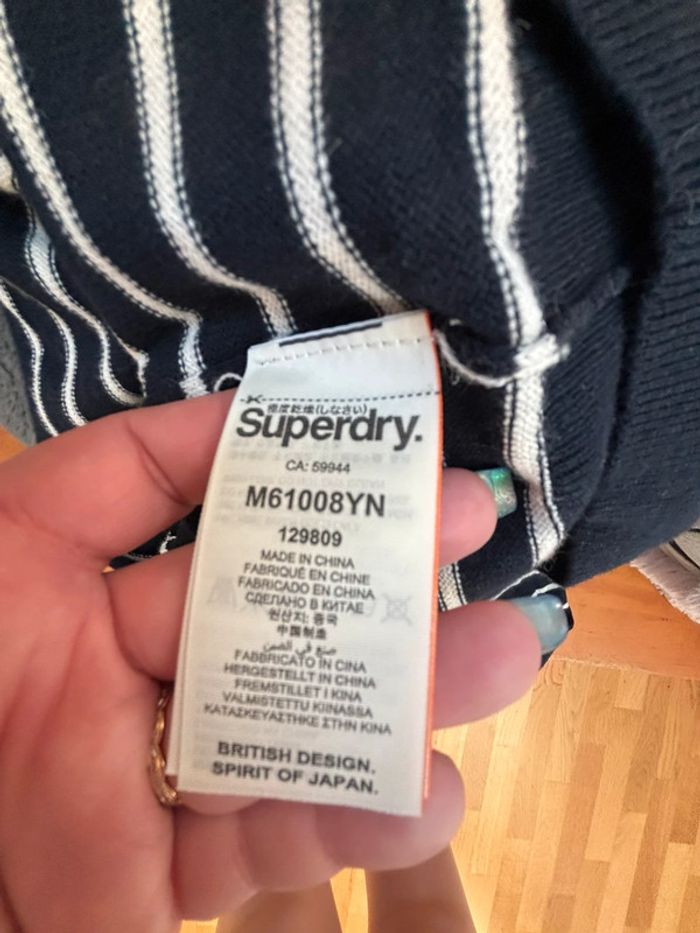 極度乾燥(しなさい)
Superdry.
CA: 59944
M61008YN
129809
MADE IN CHINA
FABRIQUÉ EN CHINE
FABRICADO EN CHINA
СДЕЛАНО В КИТАЕ
원산지: 중국
中国制造
صنع في الصين
FABBRICATO IN CINA
HERGESTELLT IN CHINA
FREMSTILLET I KINA
VALMISTETTU KIINASSA
ΚΑΤΑΣΚΕΥΑΣΤΗΚΕ ΣΤΗΝ ΚΙΝΑ
BRITISH DESIGN.
SPIRIT OF JAPAN.